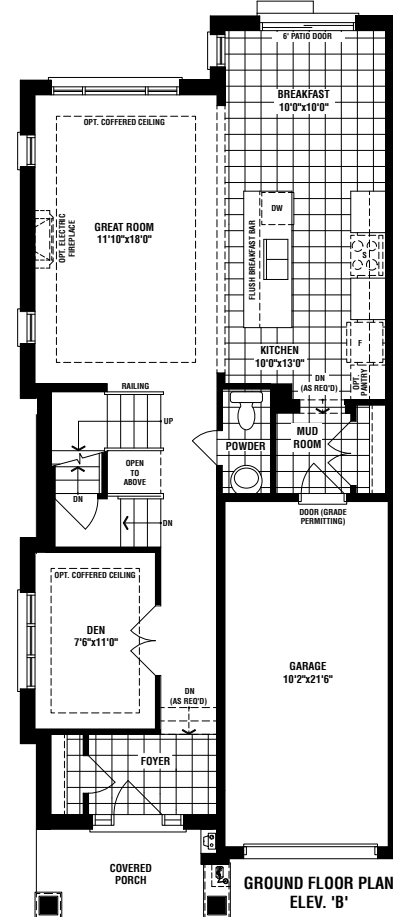 6' PATIO DOOR
BREAKFAST
10'0"x10'0"
OPT. COFFERED CEILING
GREAT ROOM
11'10"x18'0"
OPT. ELECTRIC
FIREPLACE
DW
FLUSH BREAKFAST BAR
S
F
KITCHEN
10'0"x13'0"
DN
(AS REQ'D)
OPT.
PANTRY
RAILING
UP
OPEN
TO
ABOVE
DN
DN
POWDER
MUD
ROOM
DOOR (GRADE
PERMITTING)
OPT. COFFERED CEILING
DEN
7'6"x11'0"
GARAGE
10'2"x21'6"
DN
(AS REQ'D)
FOYER
COVERED
PORCH
GROUND FLOOR PLAN
ELEV. 'B'